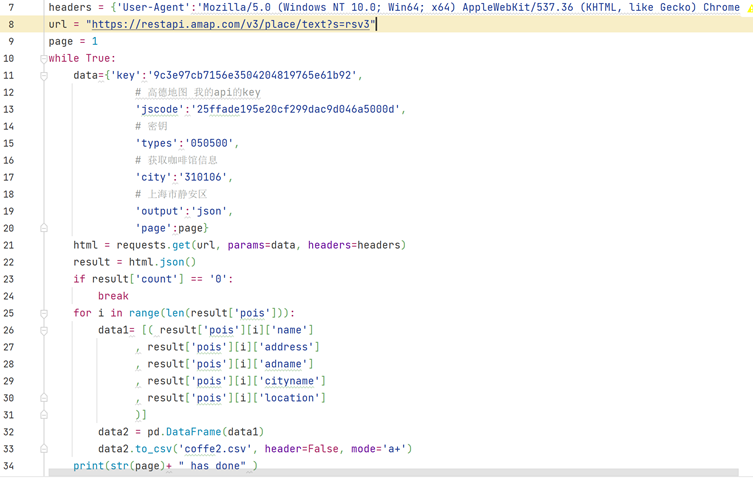 7 headers = {'User-Agent':'Mozilla/5.0 (Windows NT 10.0; Win64; x64) AppleWebKit/537.36 (KHTML, like Gecko) Chrome
8 url = "https://restapi.amap.com/v3/place/text?s=rsv3"
9 page = 1
10 while True:
11 data={'key':'9c3e97cb7156e3504204819765e61b92',
12 # 高德地图 我的api的key
13 'jscode':'25ffade195e20cf299dac9d046a5000d',
14 # 密钥
15 'types':'050500',
16 # 获取咖啡馆信息
17 'city':'310106',
18 # 上海市静安区
19 'output':'json',
20 'page':page}
21 html = requests.get(url, params=data, headers=headers)
22 result = html.json()
23 if result['count'] == '0':
24 break
25 for i in range(len(result['pois'])):
26 data1= [( result['pois'][i]['name']
27 , result['pois'][i]['address']
28 , result['pois'][i]['adname']
29 , result['pois'][i]['cityname']
30 , result['pois'][i]['location']
31 )]
32 data2 = pd.DataFrame(data1)
33 data2.to_csv('coffe2.csv', header=False, mode='a+')
34 print(str(page)+ " has done" )